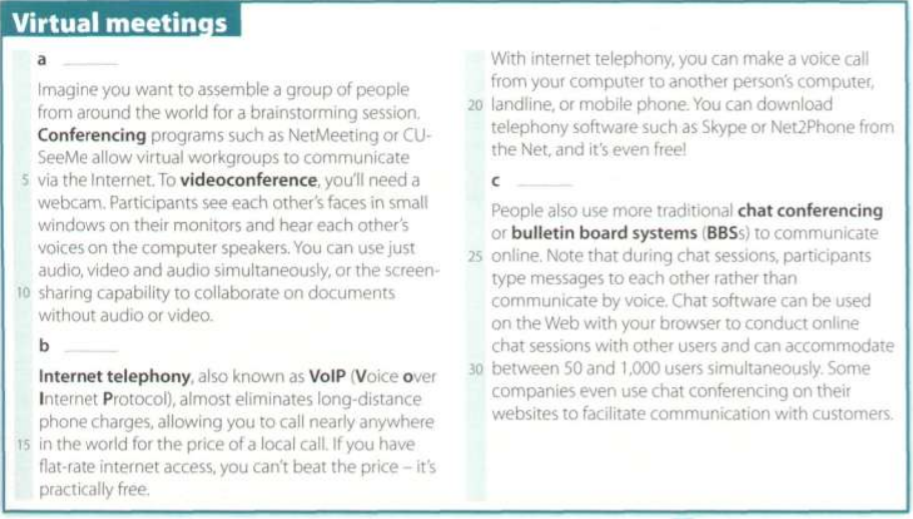 Virtual meetings
a
Imagine you want to assemble a group of people
from around the world for a brainstorming session.
Conferencing programs such as NetMeeting or CU-
SeeMe allow virtual workgroups to communicate
5 via the Internet. To videoconference, you'll need a
webcam. Participants see each other's faces in small
windows on their monitors and hear each other's
voices on the computer speakers. You can use just
audio, video and audio simultaneously, or the screen-
10 sharing capability to collaborate on documents
without audio or video.
b
Internet telephony, also known as VoIP (Voice over
Internet Protocol), almost eliminates long-distance
phone charges, allowing you to call nearly anywhere
15 in the world for the price of a local call. If you have
flat-rate internet access, you can't beat the price – it's
practically free.
With internet telephony, you can make a voice call
from your computer to another person's computer,
20 landline, or mobile phone. You can download
telephony software such as Skype or Net2Phone from
the Net, and it's even free!
c
People also use more traditional chat conferencing
or bulletin board systems (BBSs) to communicate
25 online. Note that during chat sessions, participants
type messages to each other rather than
communicate by voice. Chat software can be used
on the Web with your browser to conduct online
chat sessions with other users and can accommodate
30 between 50 and 1,000 users simultaneously. Some
companies even use chat conferencing on their
websites to facilitate communication with customers.